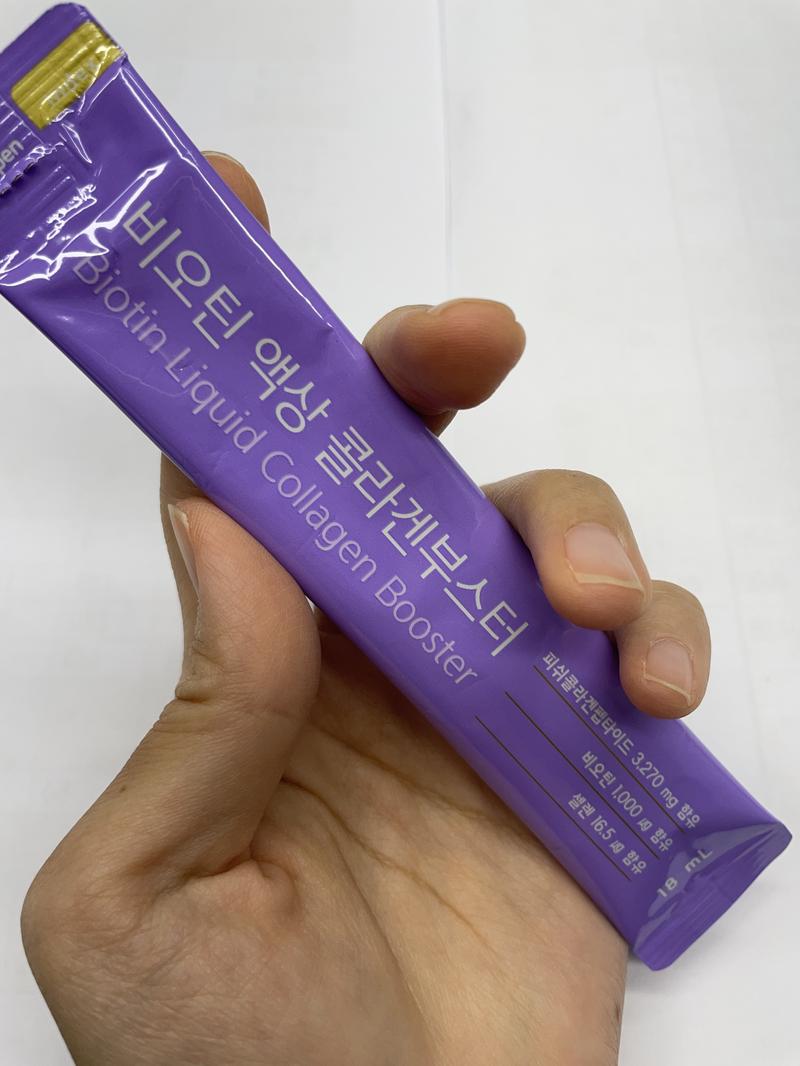 비오틴 액상 콜라겐부스터
Biotin Liquid Collagen Booster
피쉬콜라겐펩타이드 3,270 mg 함유
비오틴 1,000 μg 함유
셀렌 16.5 μg 함유
18 mL